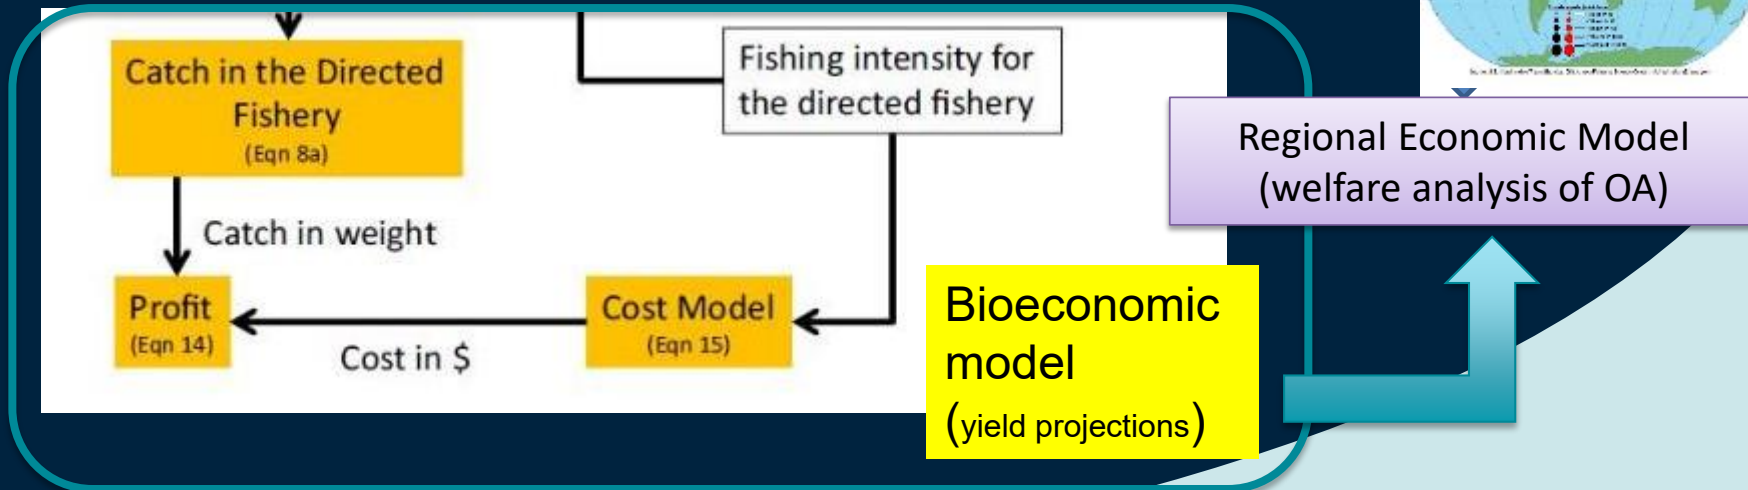 Catch in the Directed
Fishery
(Eqn 8a)
Fishing intensity for
the directed fishery
Regional Economic Model
(welfare analysis of OA)
Catch in weight
Profit
(Eqn 14)
Cost Model
(Eqn 15)
Cost in $
Bioeconomic
model
(yield projections)